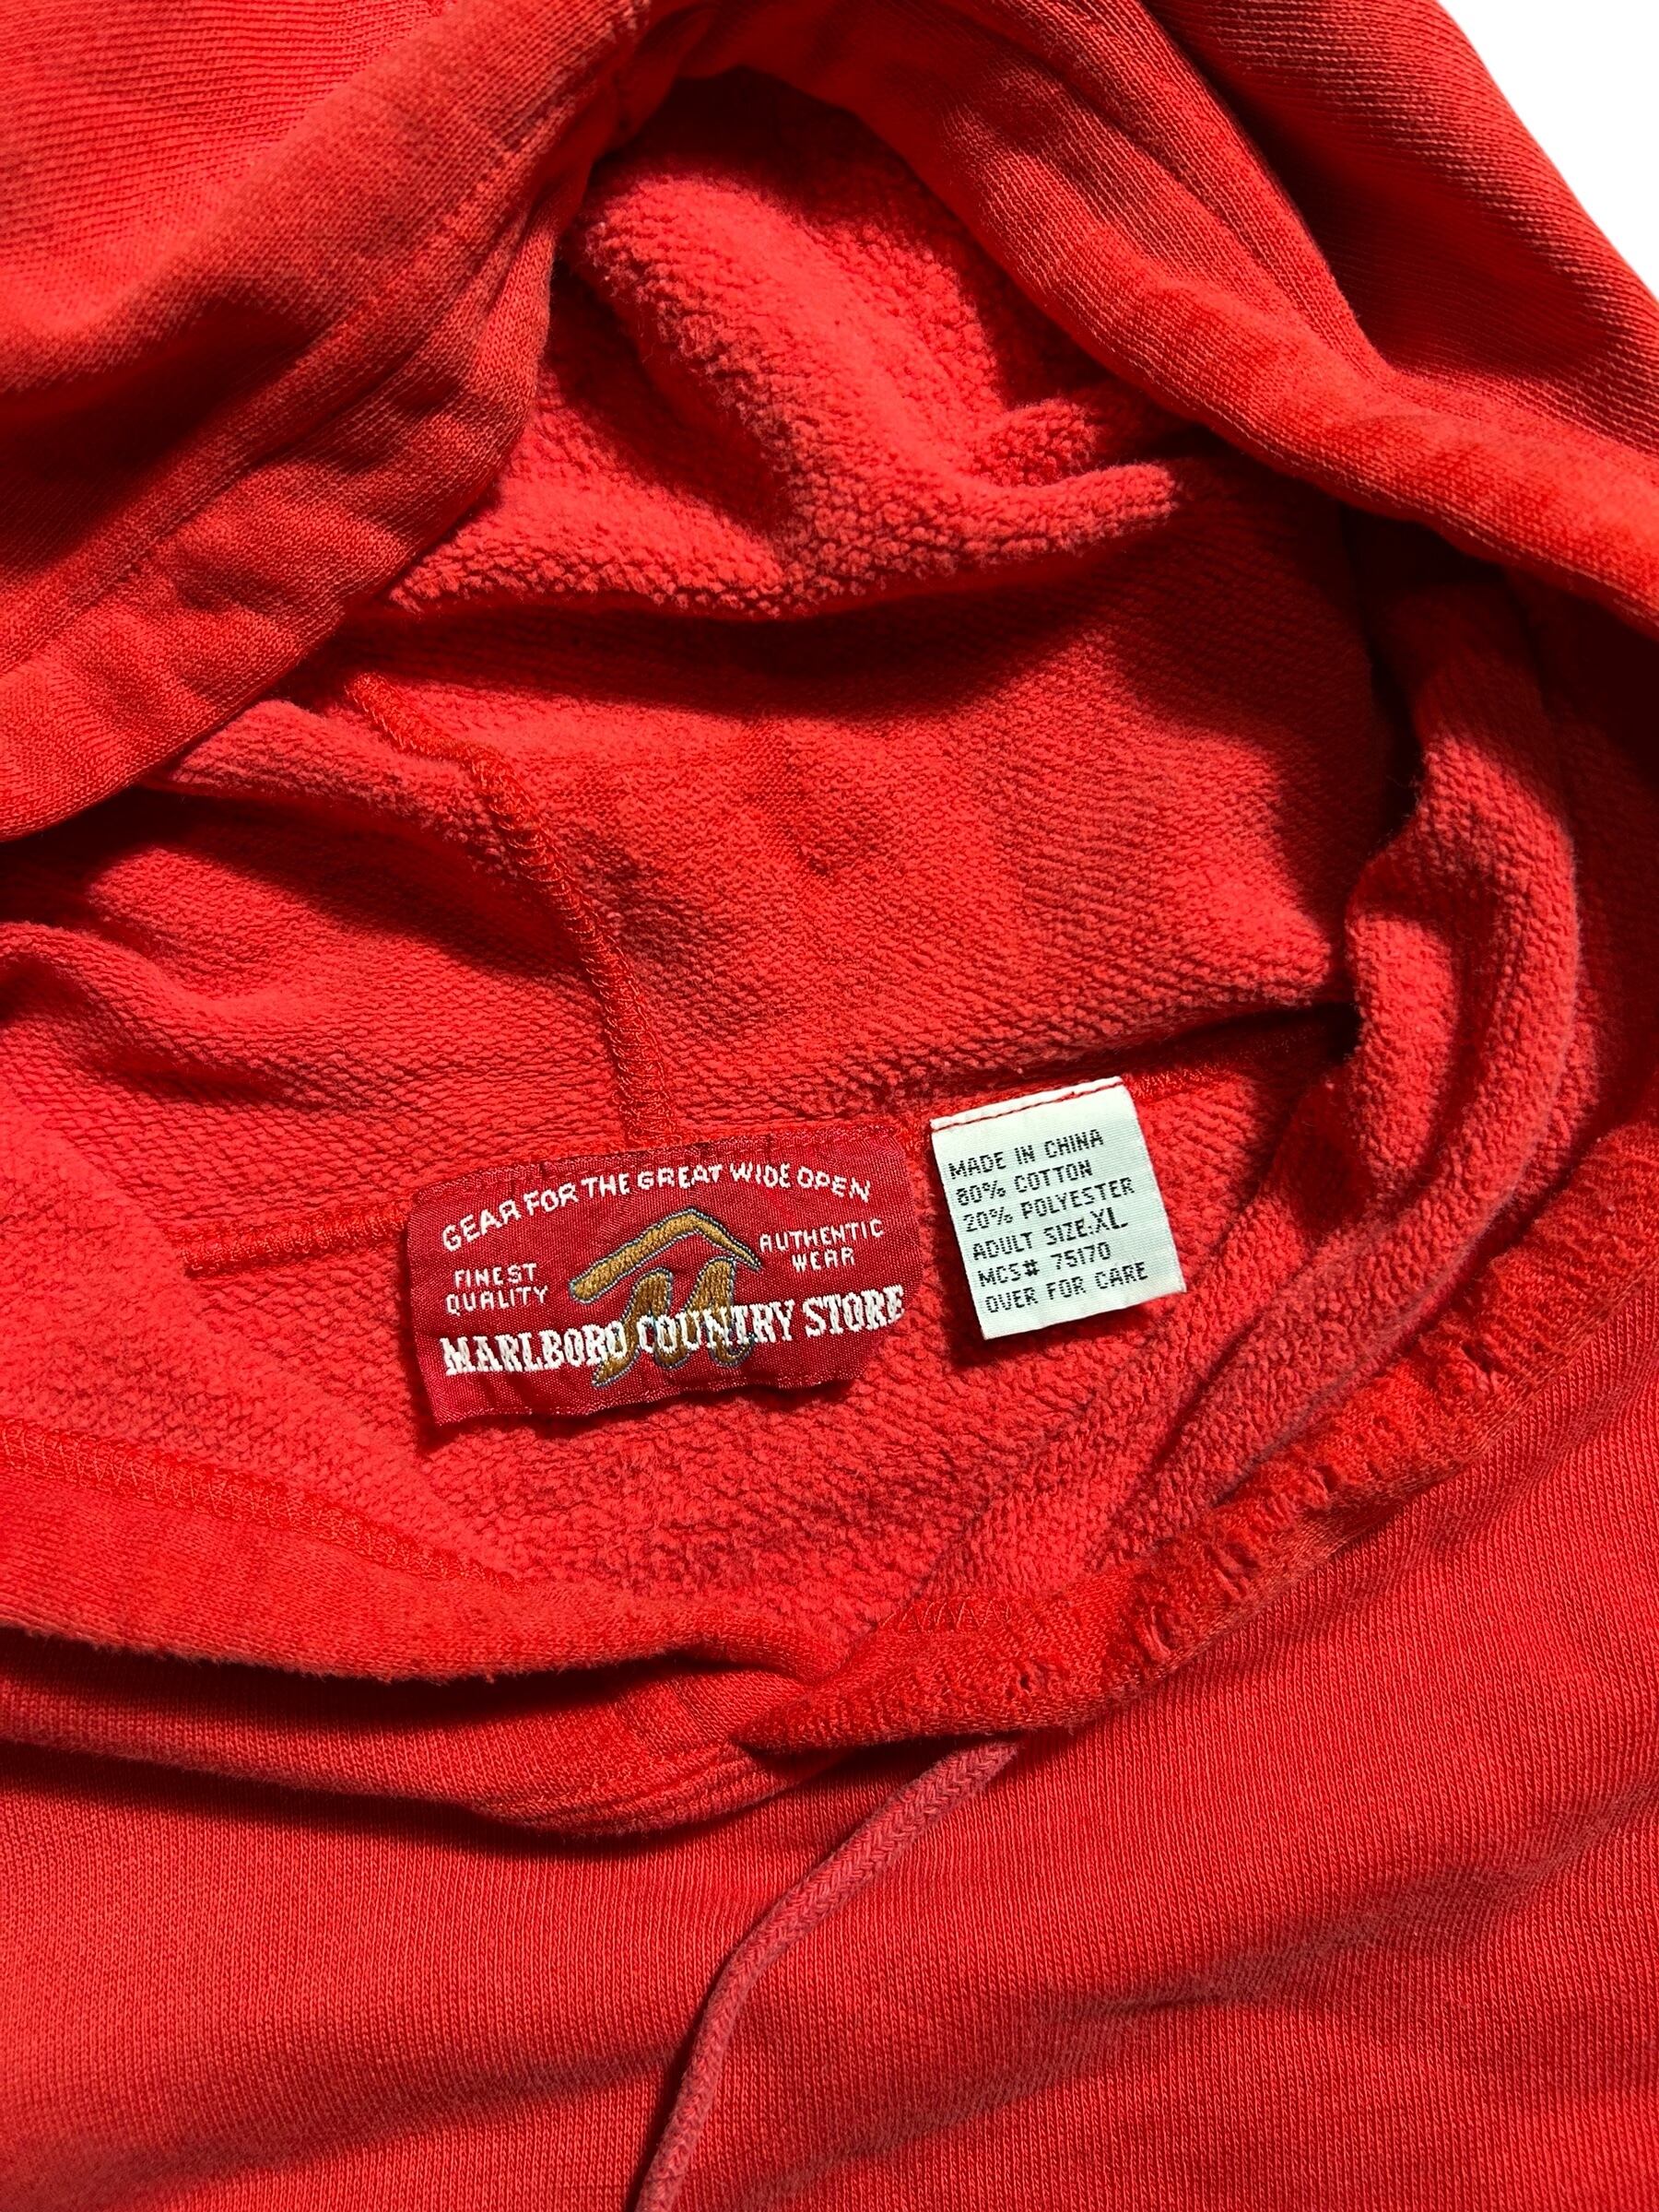 GEAR FOR THE GREAT WIDE OPEN
FINEST
QUALITY
AUTHENTIC
WEAR
M
MARLBORO COUNTRY STORE
MADE IN CHINA
80% COTTON
20% POLYESTER
ADULT SIZE.XL
MCS# 75170
OVER FOR CARE